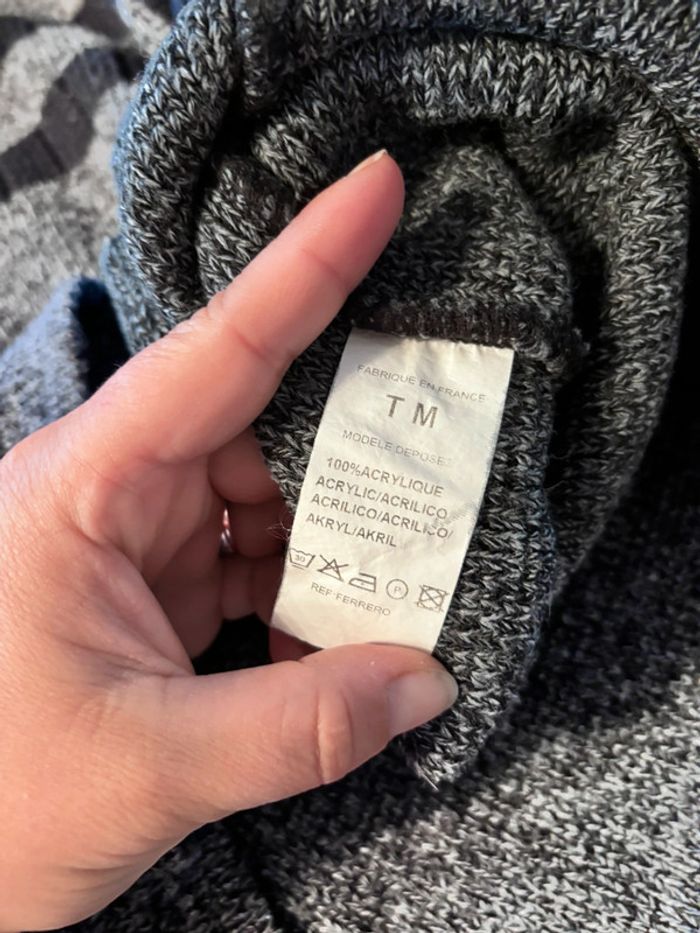 FABRIQUE EN FRANCE
T M
MODELE DEPOSE
100%ACRYLIQUE
ACRYLIC/ACRILICO
ACRILICO/ACRILICO/
AKRYL/AKRIL
30 P
REF:FERRERO